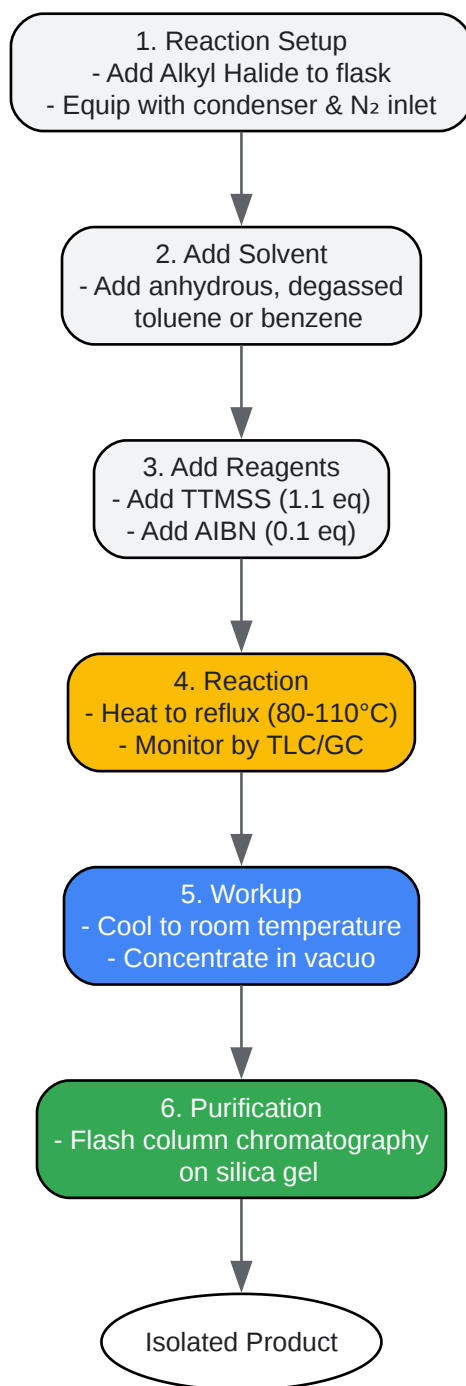 1. Reaction Setup
- Add Alkyl Halide to flask
- Equip with condenser & N₂ inlet
2. Add Solvent
- Add anhydrous, degassed
toluene or benzene
3. Add Reagents
- Add TTMSS (1.1 eq)
- Add AIBN (0.1 eq)
4. Reaction
- Heat to reflux (80-110°C)
- Monitor by TLC/GC
5. Workup
- Cool to room temperature
- Concentrate in vacuo
6. Purification
- Flash column chromatography
on silica gel
Isolated Product